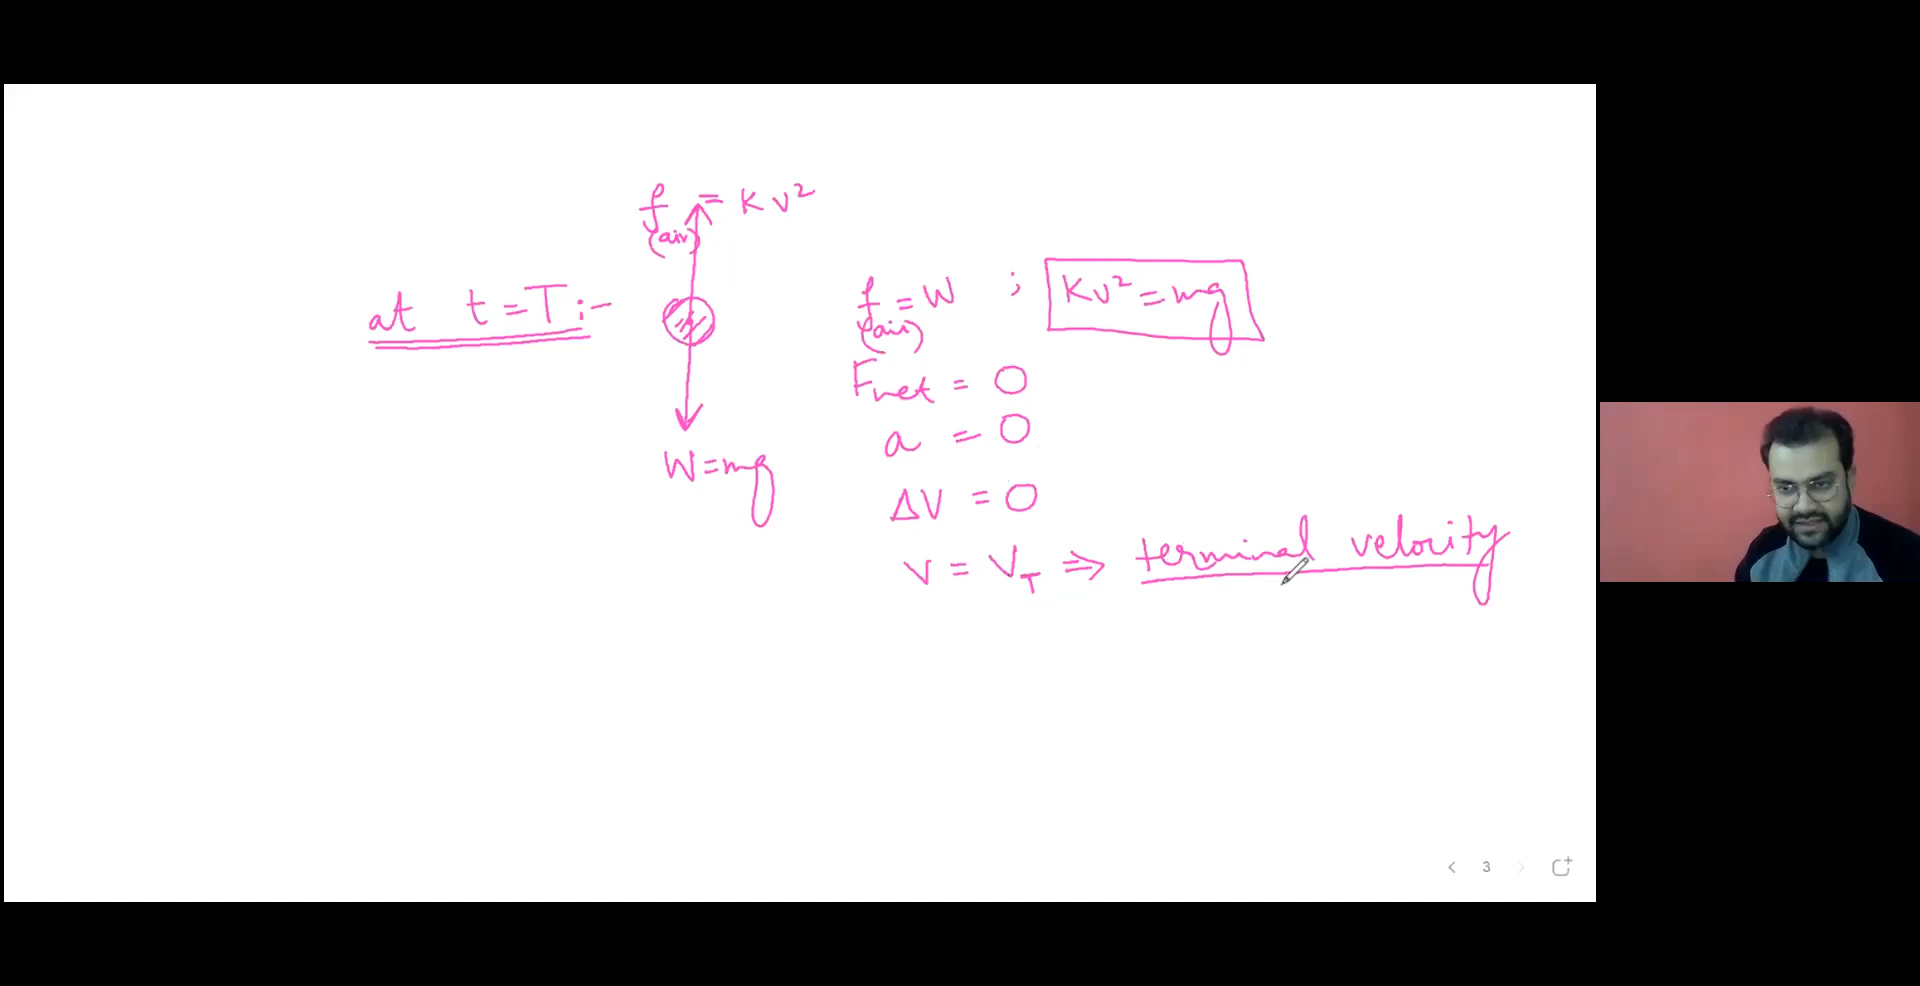 f(air) = Kv²
at t = T :-
f(air) = W ; Kv² = mg
Fnet = 0
a = 0
W = mg
ΔV = 0
v = VT ⇒ terminal velocity
3